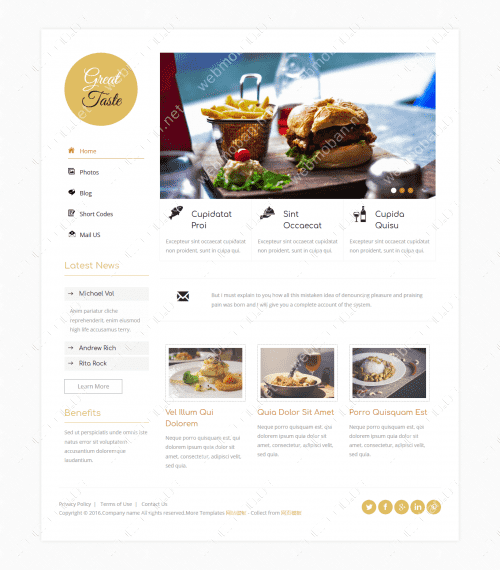 Great
Taste
Home
Photos
Blog
Short Codes
Mail US
Latest News
Michael Val
reprehenderit, enim eiusmod
high life accusamus terry.
Andrew Rich
Rita Rock
Learn More
Benefits
Sed ut perspiciatis unde omnis iste
natus error sit voluptatem
accusantium doloremque
laudantium.
Cupidatat
Proi
Excepteur sint occaecat cupidatat
non proident, sunt in culpa qui.
Sint
Occaecat
Excepteur sint occaecat cupidatat
non proident, sunt in culpa qui.
Cupida
Quisu
Excepteur sint occaecat cupidatat
non proident, sunt in culpa qui.
But I must explain to you how all this mistaken idea of denouncing pleasure and praising
pain was born and I will give you a complete account of the system.
Vel Illum Qui
Dolorem
Neque porro quisquam est, qui
dolorem ipsum quia dolor sit
amet, consectetur, adipisci velit,
sed quia.
Quia Dolor Sit Amet
Neque porro quisquam est, qui
dolorem ipsum quia dolor sit
amet, consectetur, adipisci velit,
sed quia.
Porro Quisquam Est
Neque porro quisquam est, qui
dolorem ipsum quia dolor sit
amet, consectetur, adipisci velit,
sed quia.
Privacy Policy | Terms of Use | Contact Us
Copyright © 2016.Company name All rights reserved.More Templates - Collect from
webmoban.net